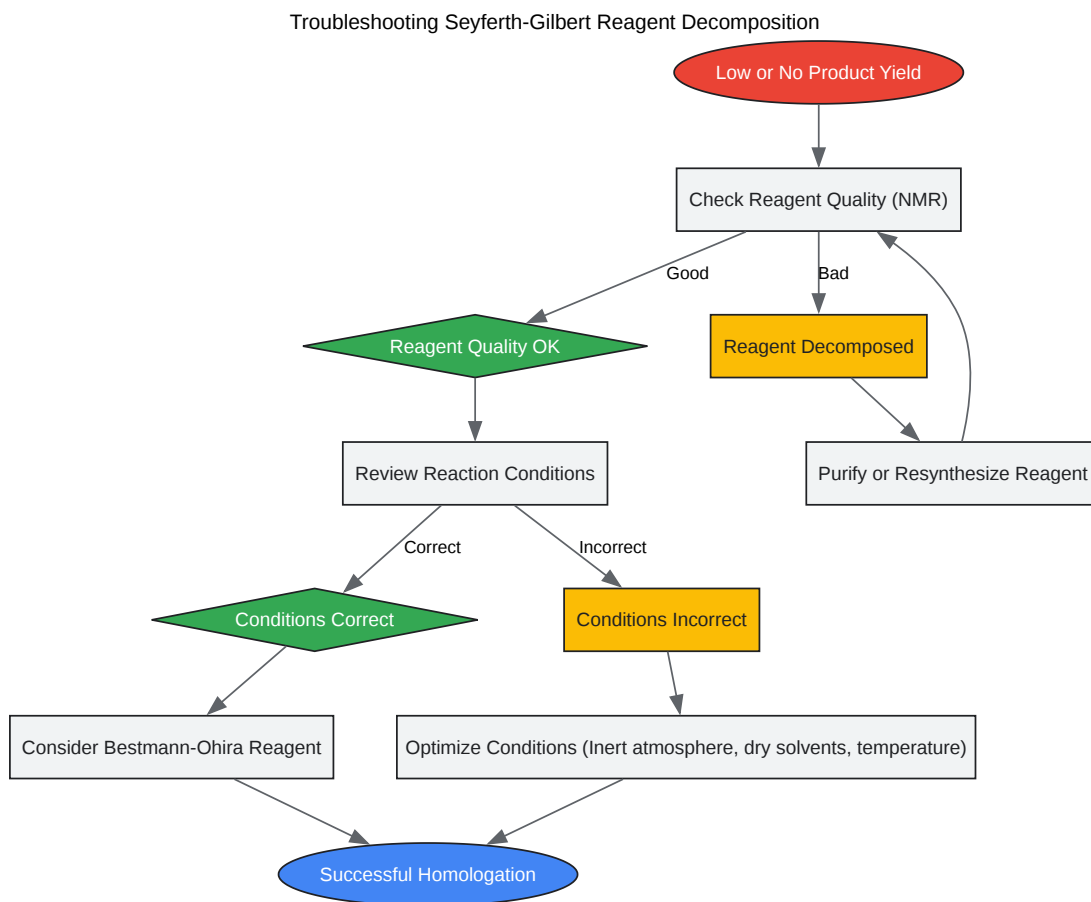 Troubleshooting Seyferth-Gilbert Reagent Decomposition
Low or No Product Yield
Check Reagent Quality (NMR)
Good
Bad
Reagent Quality OK
Reagent Decomposed
Review Reaction Conditions
Purify or Resynthesize Reagent
Correct
Incorrect
Conditions Correct
Conditions Incorrect
Consider Bestmann-Ohira Reagent
Optimize Conditions (Inert atmosphere, dry solvents, temperature)
Successful Homologation